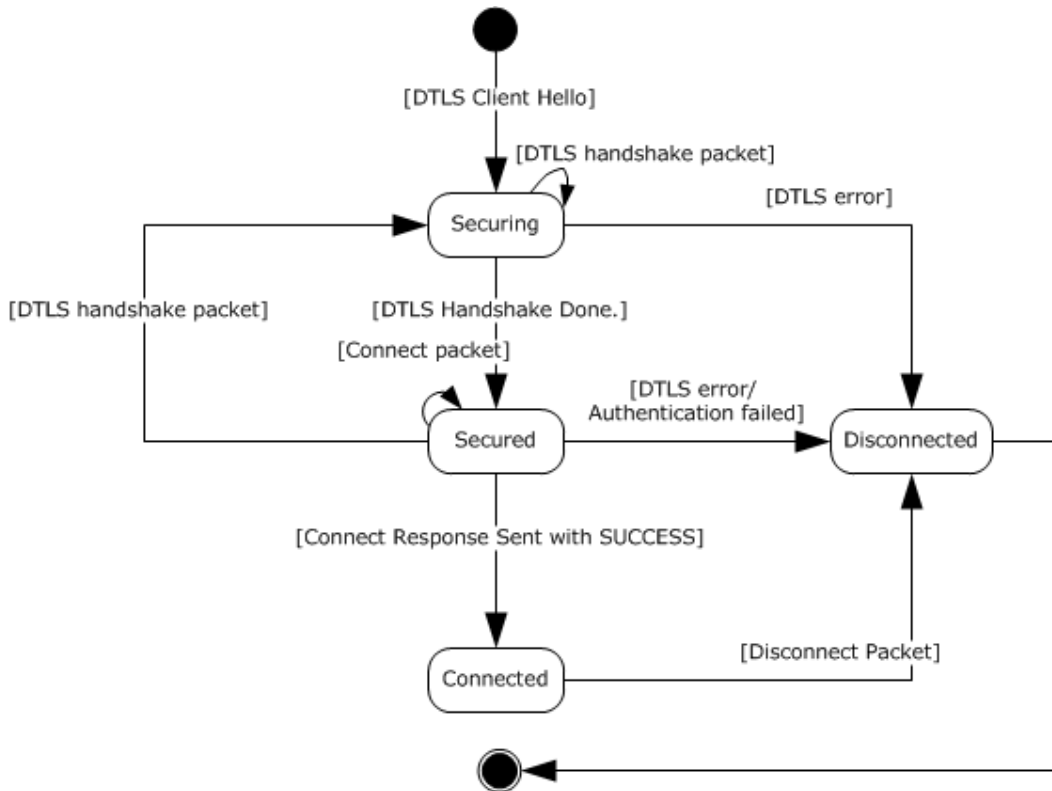 [DTLS Client Hello]
[DTLS handshake packet]
[DTLS error]
Securing
[DTLS handshake packet]
[DTLS Handshake Done.]
[Connect packet]
[DTLS error/
Authentication failed]
Secured
Disconnected
[Connect Response Sent with SUCCESS]
[Disconnect Packet]
Connected